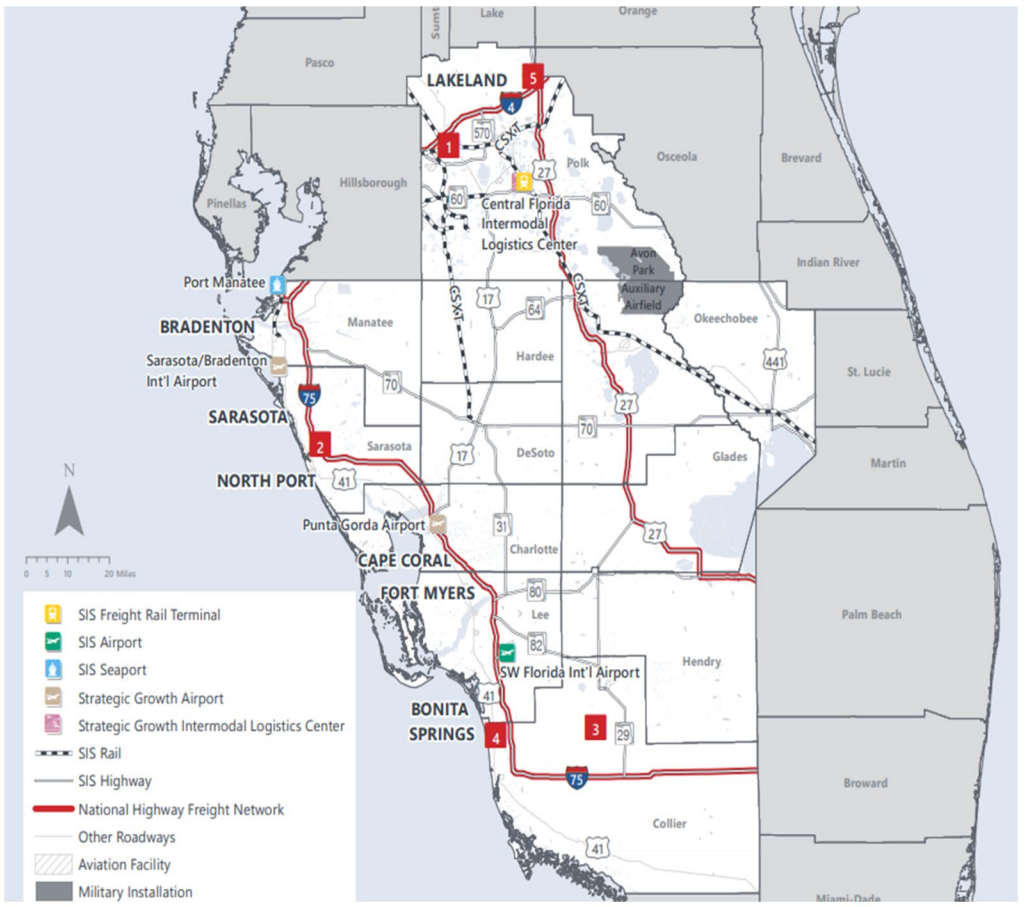 Lake
Orange
Sumt
Pasco
LAKELAND
5
4
570
CSXT
1
Polk
Osceola
Brevard
27
Hillsborough
Pinellas
60
Central Florida
Intermodal
Logistics Center
60
Avon
Park
Auxiliary
Airfield
Indian River
Port Manatee
CSXT
17
CSXT
64
Okeechobee
BRADENTON
Manatee
Hardee
441
Sarasota/Bradenton
Int'l Airport
70
St. Lucie
75
27
SARASOTA
70
2
Sarasota
17
DeSoto
Glades
Martin
N
NORTH PORT
41
Punta Gorda Airport
31
27
Charlotte
CAPE CORAL
0 5 10 20 Miles
FORT MYERS
80
Lee
Palm Beach
82
Hendry
SW Florida Int'l Airport
41
BONITA
SPRINGS
4
3
29
75
Broward
Collier
41
Miami-Dade
SIS Freight Rail Terminal
SIS Airport
SIS Seaport
Strategic Growth Airport
Strategic Growth Intermodal Logistics Center
SIS Rail
SIS Highway
National Highway Freight Network
Other Roadways
Aviation Facility
Military Installation